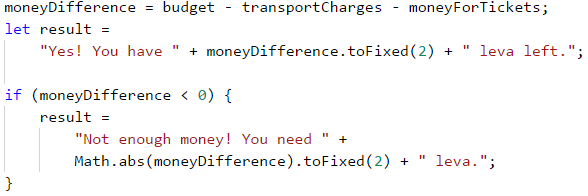 moneyDifference = budget - transportCharges - moneyForTickets;
let result =
    "Yes! You have " + moneyDifference.toFixed(2) + " leva left.";

if (moneyDifference < 0) {
    result =
        "Not enough money! You need " +
        Math.abs(moneyDifference).toFixed(2) + " leva.";
}